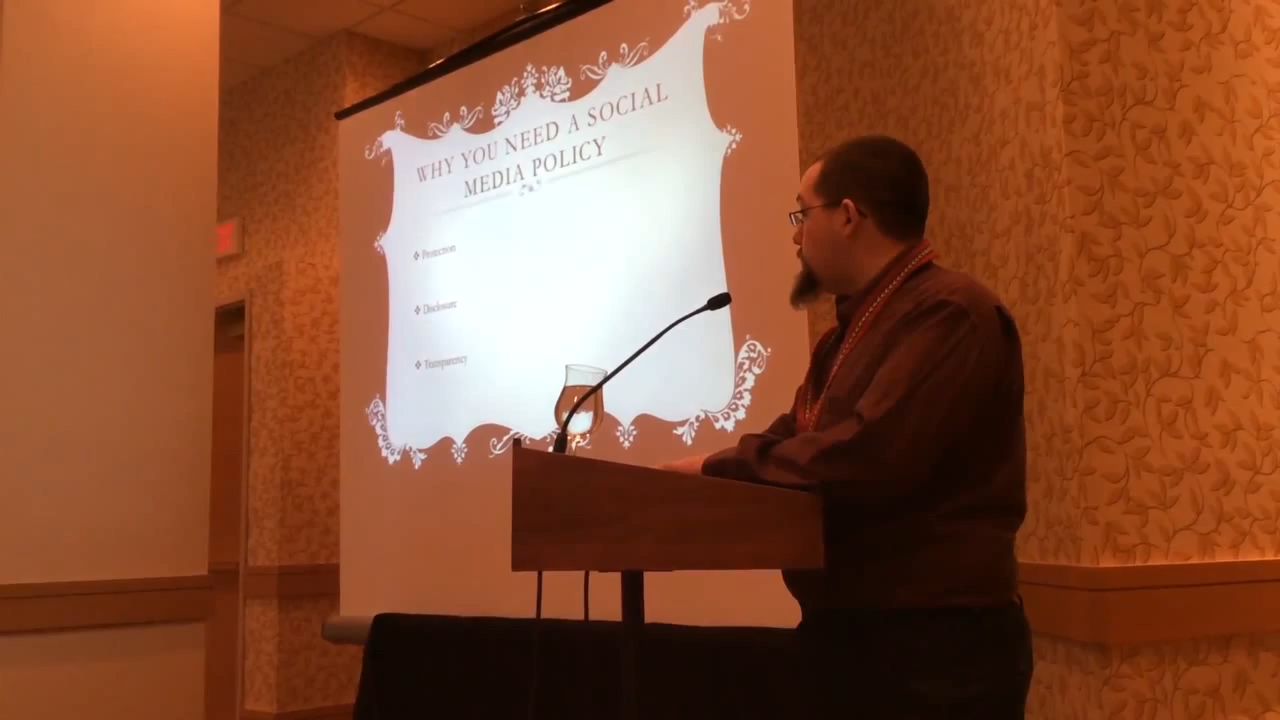 WHY YOU NEED A SOCIAL
MEDIA POLICY
❖ Protection
❖ Disclosure
❖ Transparency